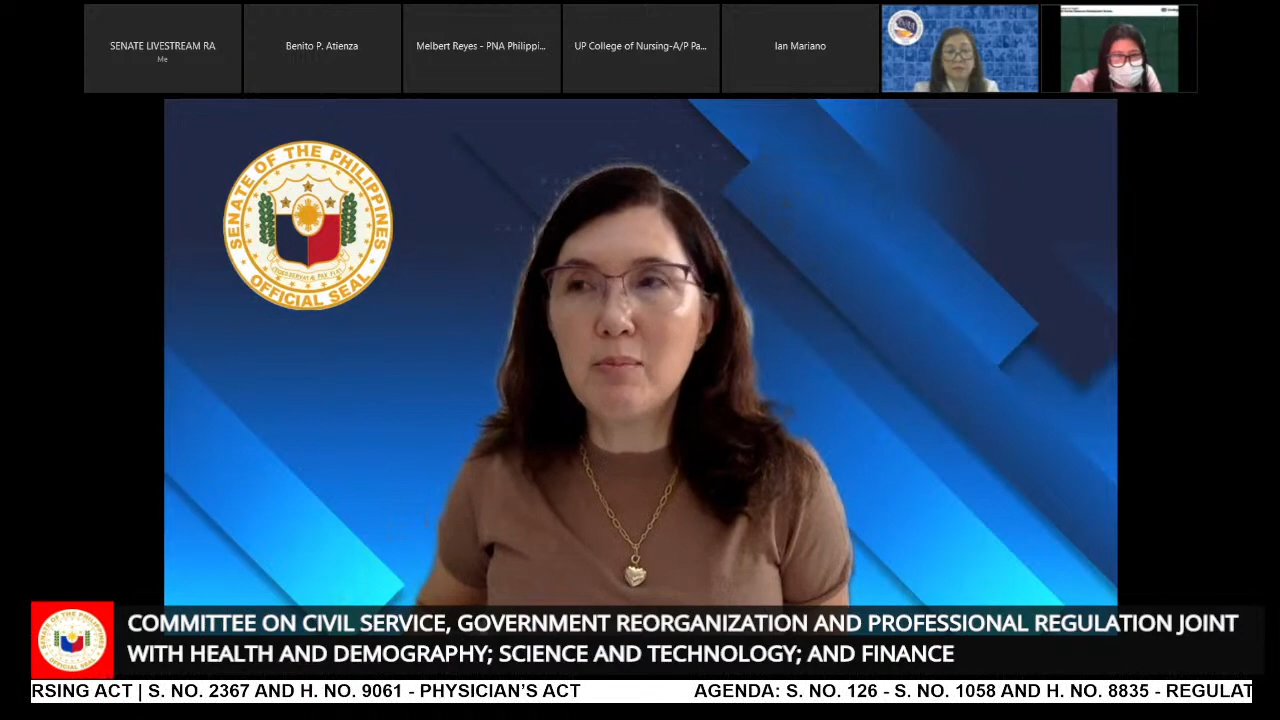 SENATE LIVESTREAM RA
Me
Benito P. Atienza
Melbert Reyes - PNA Philippi...
UP College of Nursing-A/P Pa...
Ian Mariano
SENATE OF THE PHILIPPINES
OFFICIAL SEAL
COMMITTEE ON CIVIL SERVICE, GOVERNMENT REORGANIZATION AND PROFESSIONAL REGULATION JOINT
WITH HEALTH AND DEMOGRAPHY; SCIENCE AND TECHNOLOGY; AND FINANCE
RSING ACT | S. NO. 2367 AND H. NO. 9061 - PHYSICIAN'S ACT AGENDA: S. NO. 126 - S. NO. 1058 AND H. NO. 8835 - REGULAT